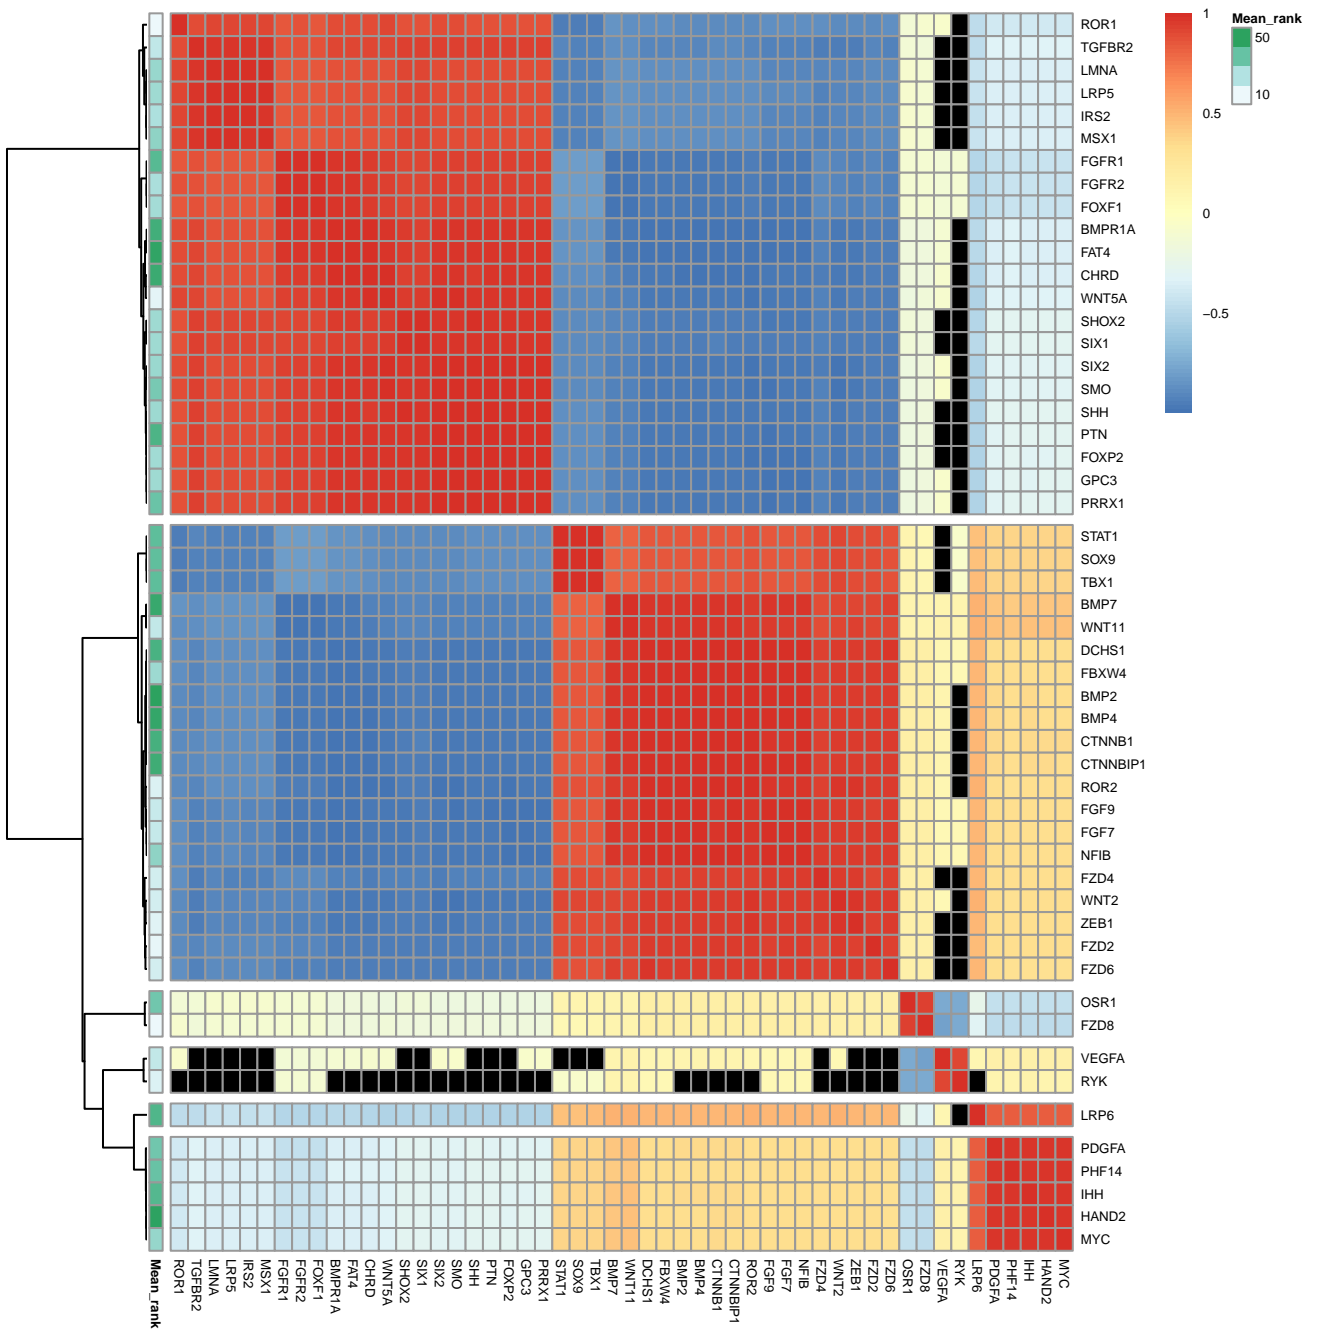 1
0.5
0
−0.5
Mean_rank
50
10
ROR1
TGFBR2
LMNA
LRP5
IRS2
MSX1
FGFR1
FGFR2
FOXF1
BMPR1A
FAT4
CHRD
WNT5A
SHOX2
SIX1
SIX2
SMO
SHH
PTN
FOXP2
GPC3
PRRX1
STAT1
SOX9
TBX1
BMP7
WNT11
DCHS1
FBXW4
BMP2
BMP4
CTNNB1
CTNNBIP1
ROR2
FGF9
FGF7
NFIB
FZD4
WNT2
ZEB1
FZD2
FZD6
OSR1
FZD8
VEGFA
RYK
LRP6
PDGFA
PHF14
IHH
HAND2
MYC
Mean_rank
ROR1
TGFBR2
LMNA
LRP5
IRS2
MSX1
FGFR1
FGFR2
FOXF1
BMPR1A
FAT4
CHRD
WNT5A
SHOX2
SIX1
SIX2
SMO
SHH
PTN
FOXP2
GPC3
PRRX1
STAT1
SOX9
TBX1
BMP7
WNT11
DCHS1
FBXW4
BMP2
BMP4
CTNNB1
CTNNBIP1
ROR2
FGF9
FGF7
NFIB
FZD4
WNT2
ZEB1
FZD2
FZD6
OSR1
FZD8
VEGFA
RYK
LRP6
PDGFA
PHF14
IHH
HAND2
MYC